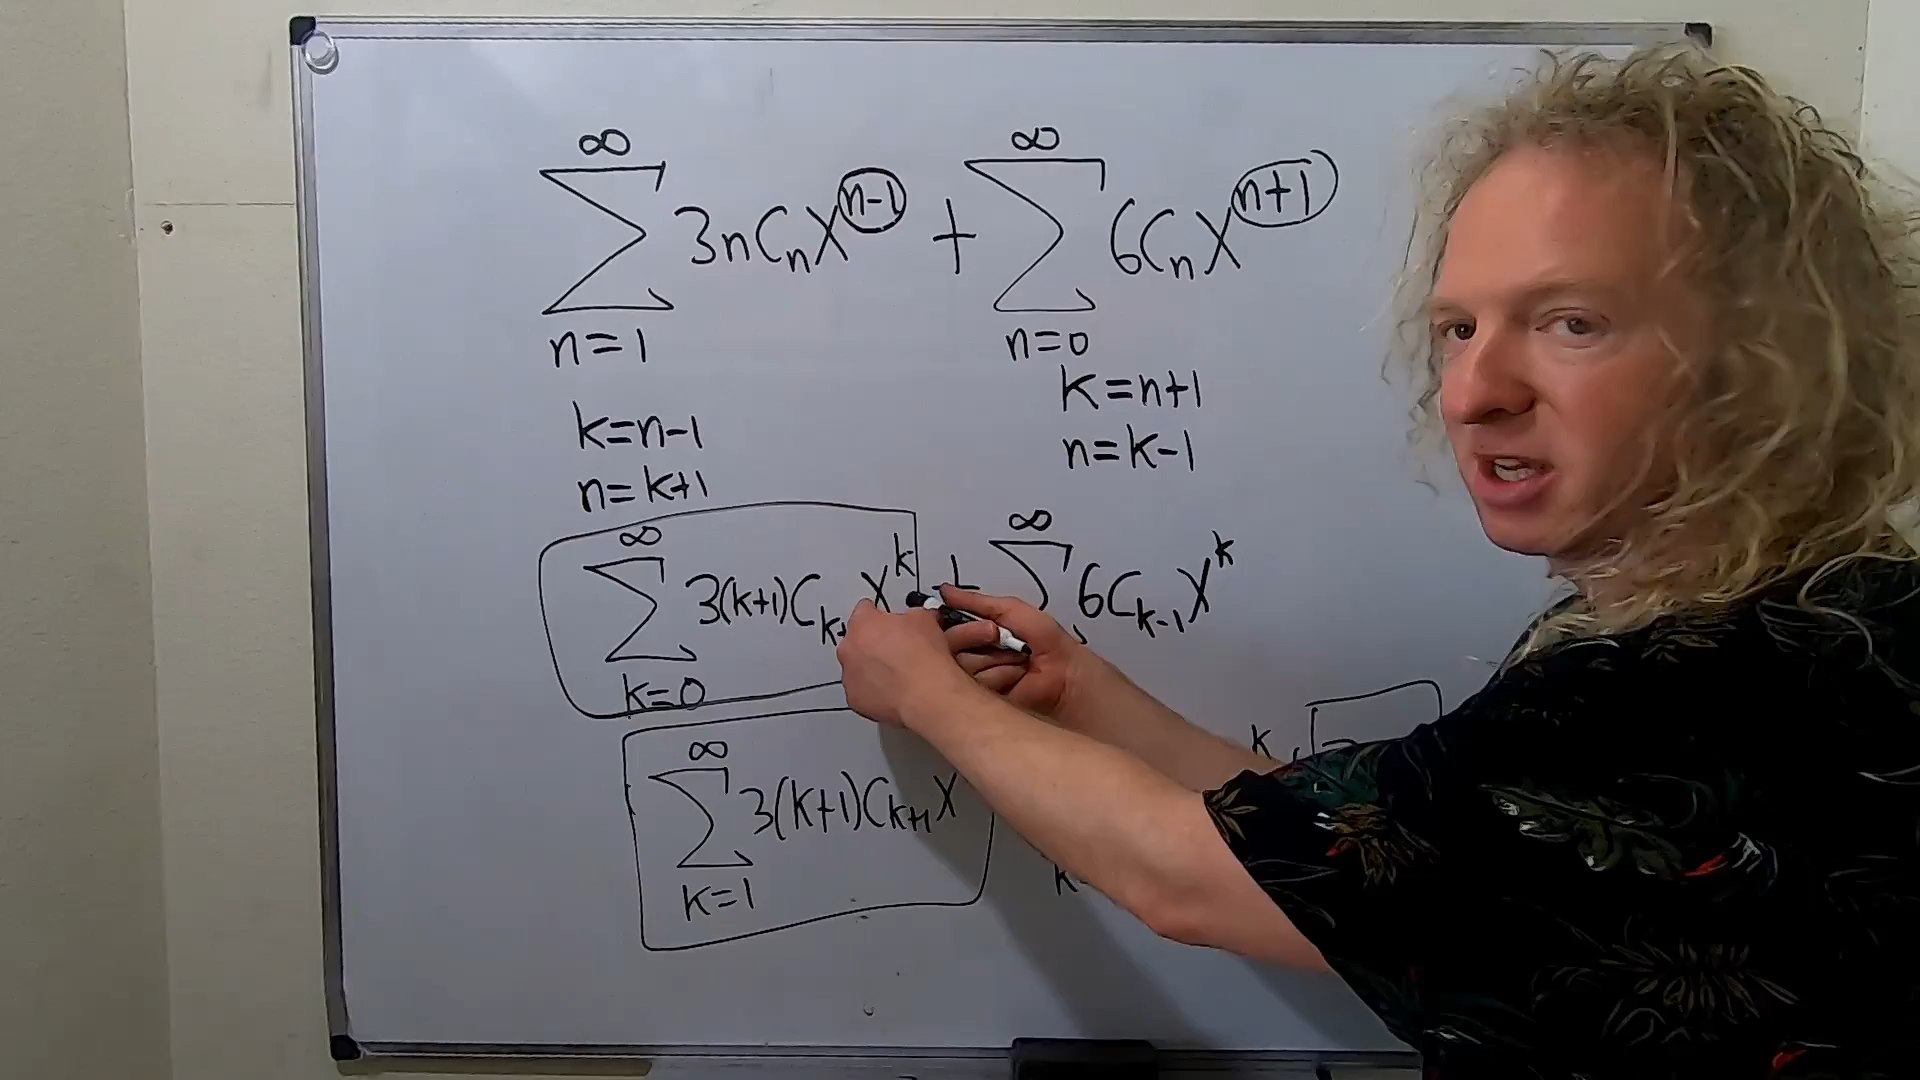 ∞ ∞
∑ 3nCₙX^(n-1) + ∑ 6CₙX^(n+1)
n=1 n=0
k=n-1 k=n+1
n=k+1 n=k-1
∞ ∞
∑ 3(k+1)C X^k + ∑ 6C_(k-1) X^k
k=0
∞
∑ 3(k+1)C_(k+1) X
k=1